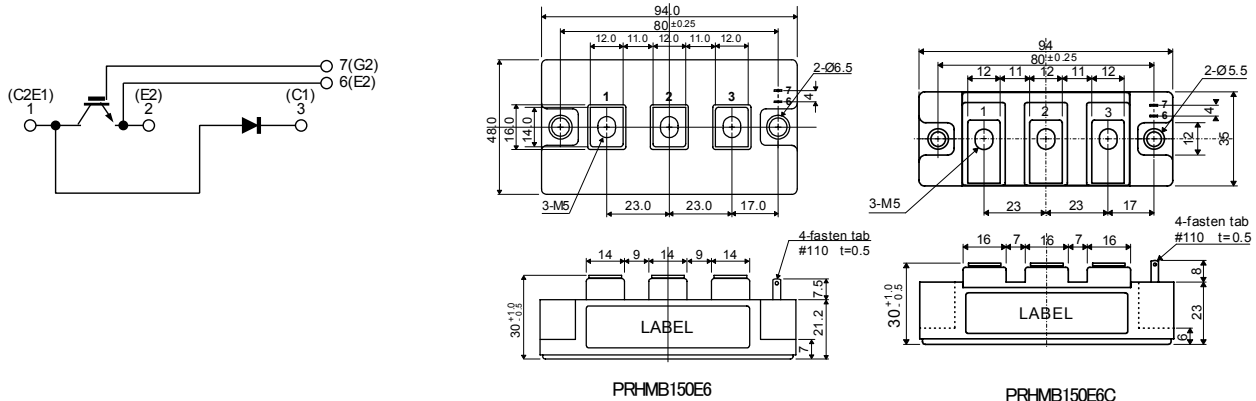 7(G2)
6(E2)
(C2E1)
1
(E2)
2
(C1)
3
94.0
80 ±0.25
12.0 11.0 12.0 11.0 12.0
2-Ø6.5
7
6
4
1 2 3
48.0
16.0
14.0
3-M5
23.0 23.0 17.0
4-fasten tab
#110 t=0.5
14 9 14 9 14
7.5
30 +1.0 -0.5
LABEL
21.2
7
PRHMB150E6
94
80±0.25
12 11 12 11 12
2-Ø5.5
7
6
4
1 2 3
12
35
3-M5
23 23 17
4-fasten tab
#110 t=0.5
16 7 16 7 16
8
30 +1.0 -0.5
LABEL
23
6
PRHMB150E6C